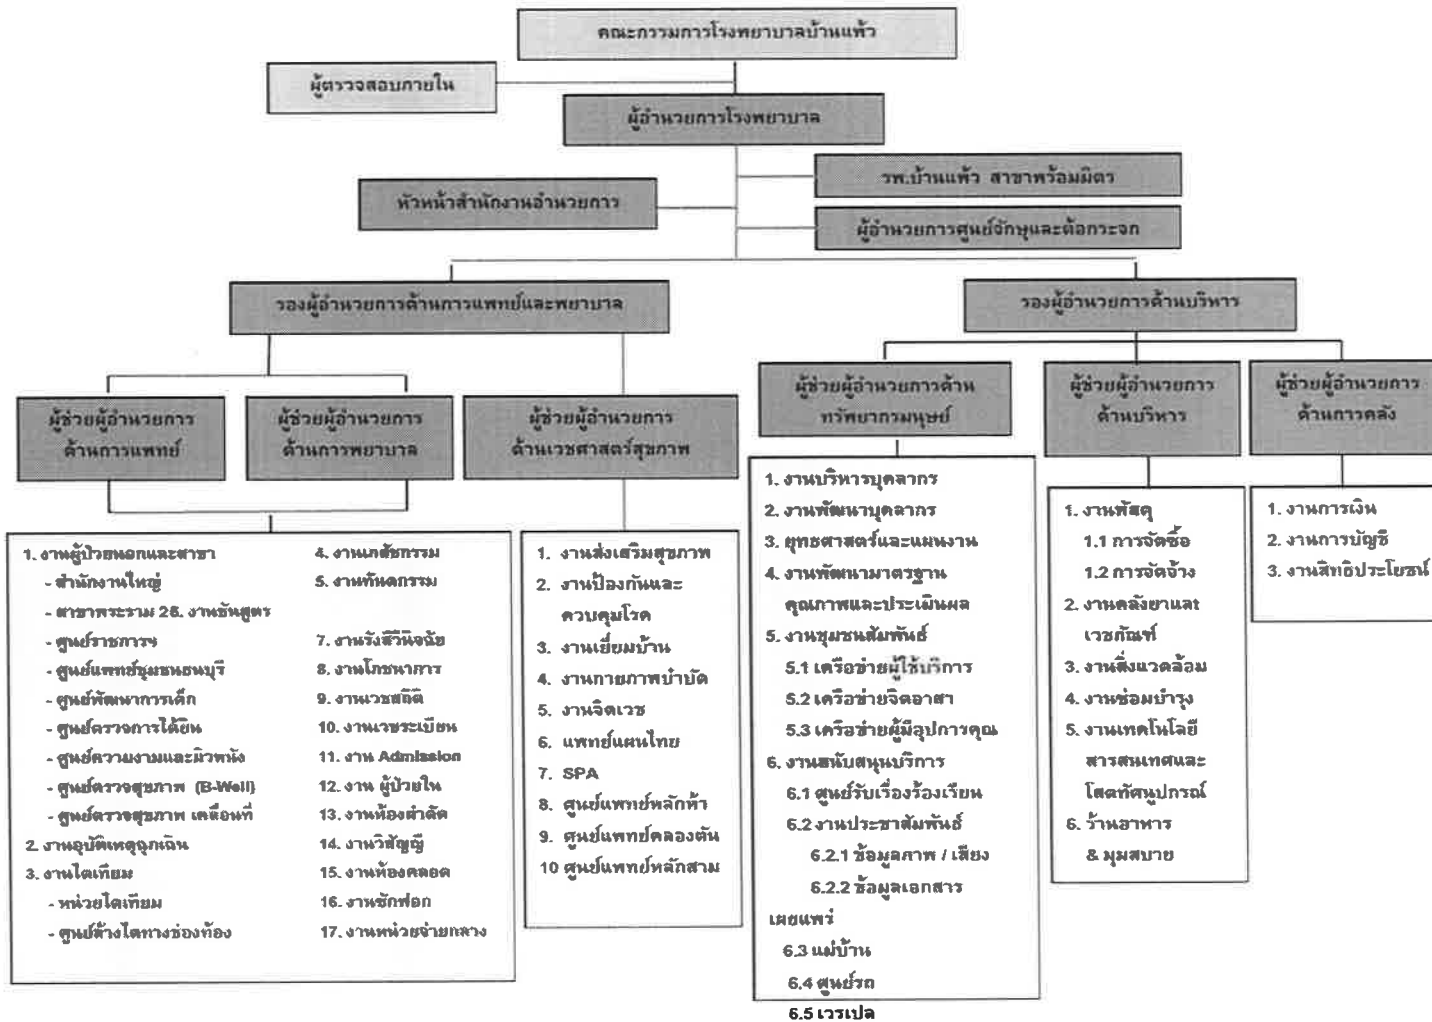 คณะกรรมการโรงพยาบาลบ้านแพ้ว
ผู้ตรวจสอบภายใน
ผู้อำนวยการโรงพยาบาล
รพ.บ้านแพ้ว สาขาพร้อมมิตร
หัวหน้าสำนักงานอำนวยการ
ผู้อำนวยการศูนย์จักษุและต้อกระจก
รองผู้อำนวยการด้านการแพทย์และพยาบาล
รองผู้อำนวยการด้านบริหาร
ผู้ช่วยผู้อำนวยการ
ด้านการแพทย์
ผู้ช่วยผู้อำนวยการ
ด้านการพยาบาล
ผู้ช่วยผู้อำนวยการ
ด้านเวชศาสตร์สุขภาพ
ผู้ช่วยผู้อำนวยการด้าน
ทรัพยากรมนุษย์
ผู้ช่วยผู้อำนวยการ
ด้านบริหาร
ผู้ช่วยผู้อำนวยการ
ด้านการคลัง
1. งานผู้ป่วยนอกและสาขา
- สำนักงานใหญ่
- สาขาพระราม 26. งานชันสูตร
- ศูนย์ราชการฯ
- ศูนย์แพทย์ชุมชนธนบุรี
- ศูนย์พัฒนาการเด็ก
- ศูนย์ตรวจการได้ยิน
- ศูนย์ความงามและผิวหนัง
- ศูนย์ตรวจสุขภาพ (B-Well)
- ศูนย์ตรวจสุขภาพ เคลื่อนที่
2. งานอุบัติเหตุฉุกเฉิน
3. งานไตเทียม
- หน่วยไตเทียม
- ศูนย์ล้างไตทางช่องท้อง
4. งานเภสัชกรรม
5. งานทันตกรรม
7. งานรังสีวินิจฉัย
8. งานโภชนาการ
9. งานเวชสถิติ
10. งานเวชระเบียน
11. งาน Admission
12. งาน ผู้ป่วยใน
13. งานห้องผ่าตัด
14. งานวิสัญญี
15. งานห้องคลอด
16. งานซักฟอก
17. งานหน่วยจ่ายกลาง
1. งานส่งเสริมสุขภาพ
2. งานป้องกันและ
ควบคุมโรค
3. งานเยี่ยมบ้าน
4. งานกายภาพบำบัด
5. งานจิตเวช
6. แพทย์แผนไทย
7. SPA
8. ศูนย์แพทย์หลักห้า
9. ศูนย์แพทย์คลองตัน
10 ศูนย์แพทย์หลักสาม
1. งานบริหารบุคลากร
2. งานพัฒนาบุคลากร
3. ยุทธศาสตร์และแผนงาน
4. งานพัฒนามาตรฐาน
คุณภาพและประเมินผล
5. งานชุมชนสัมพันธ์
5.1 เครือข่ายผู้ใช้บริการ
5.2 เครือข่ายจิตอาสา
5.3 เครือข่ายผู้มีอุปการคุณ
6. งานสนับสนุนบริการ
6.1 ศูนย์รับเรื่องร้องเรียน
6.2 งานประชาสัมพันธ์
6.2.1 ข้อมูลภาพ / เสียง
6.2.2 ข้อมูลเอกสาร
เผยแพร่
6.3 แม่บ้าน
6.4 ศูนย์รถ
6.5 เวรเปล
1. งานพัสดุ
1.1 การจัดซื้อ
1.2 การจัดจ้าง
2. งานคลังยาและ
เวชภัณฑ์
3. งานสิ่งแวดล้อม
4. งานซ่อมบำรุง
5. งานเทคโนโลยี
สารสนเทศและ
โสตทัศนูปกรณ์
6. ร้านอาหาร
& มุมสบาย
1. งานการเงิน
2. งานการบัญชี
3. งานสิทธิประโยชน์